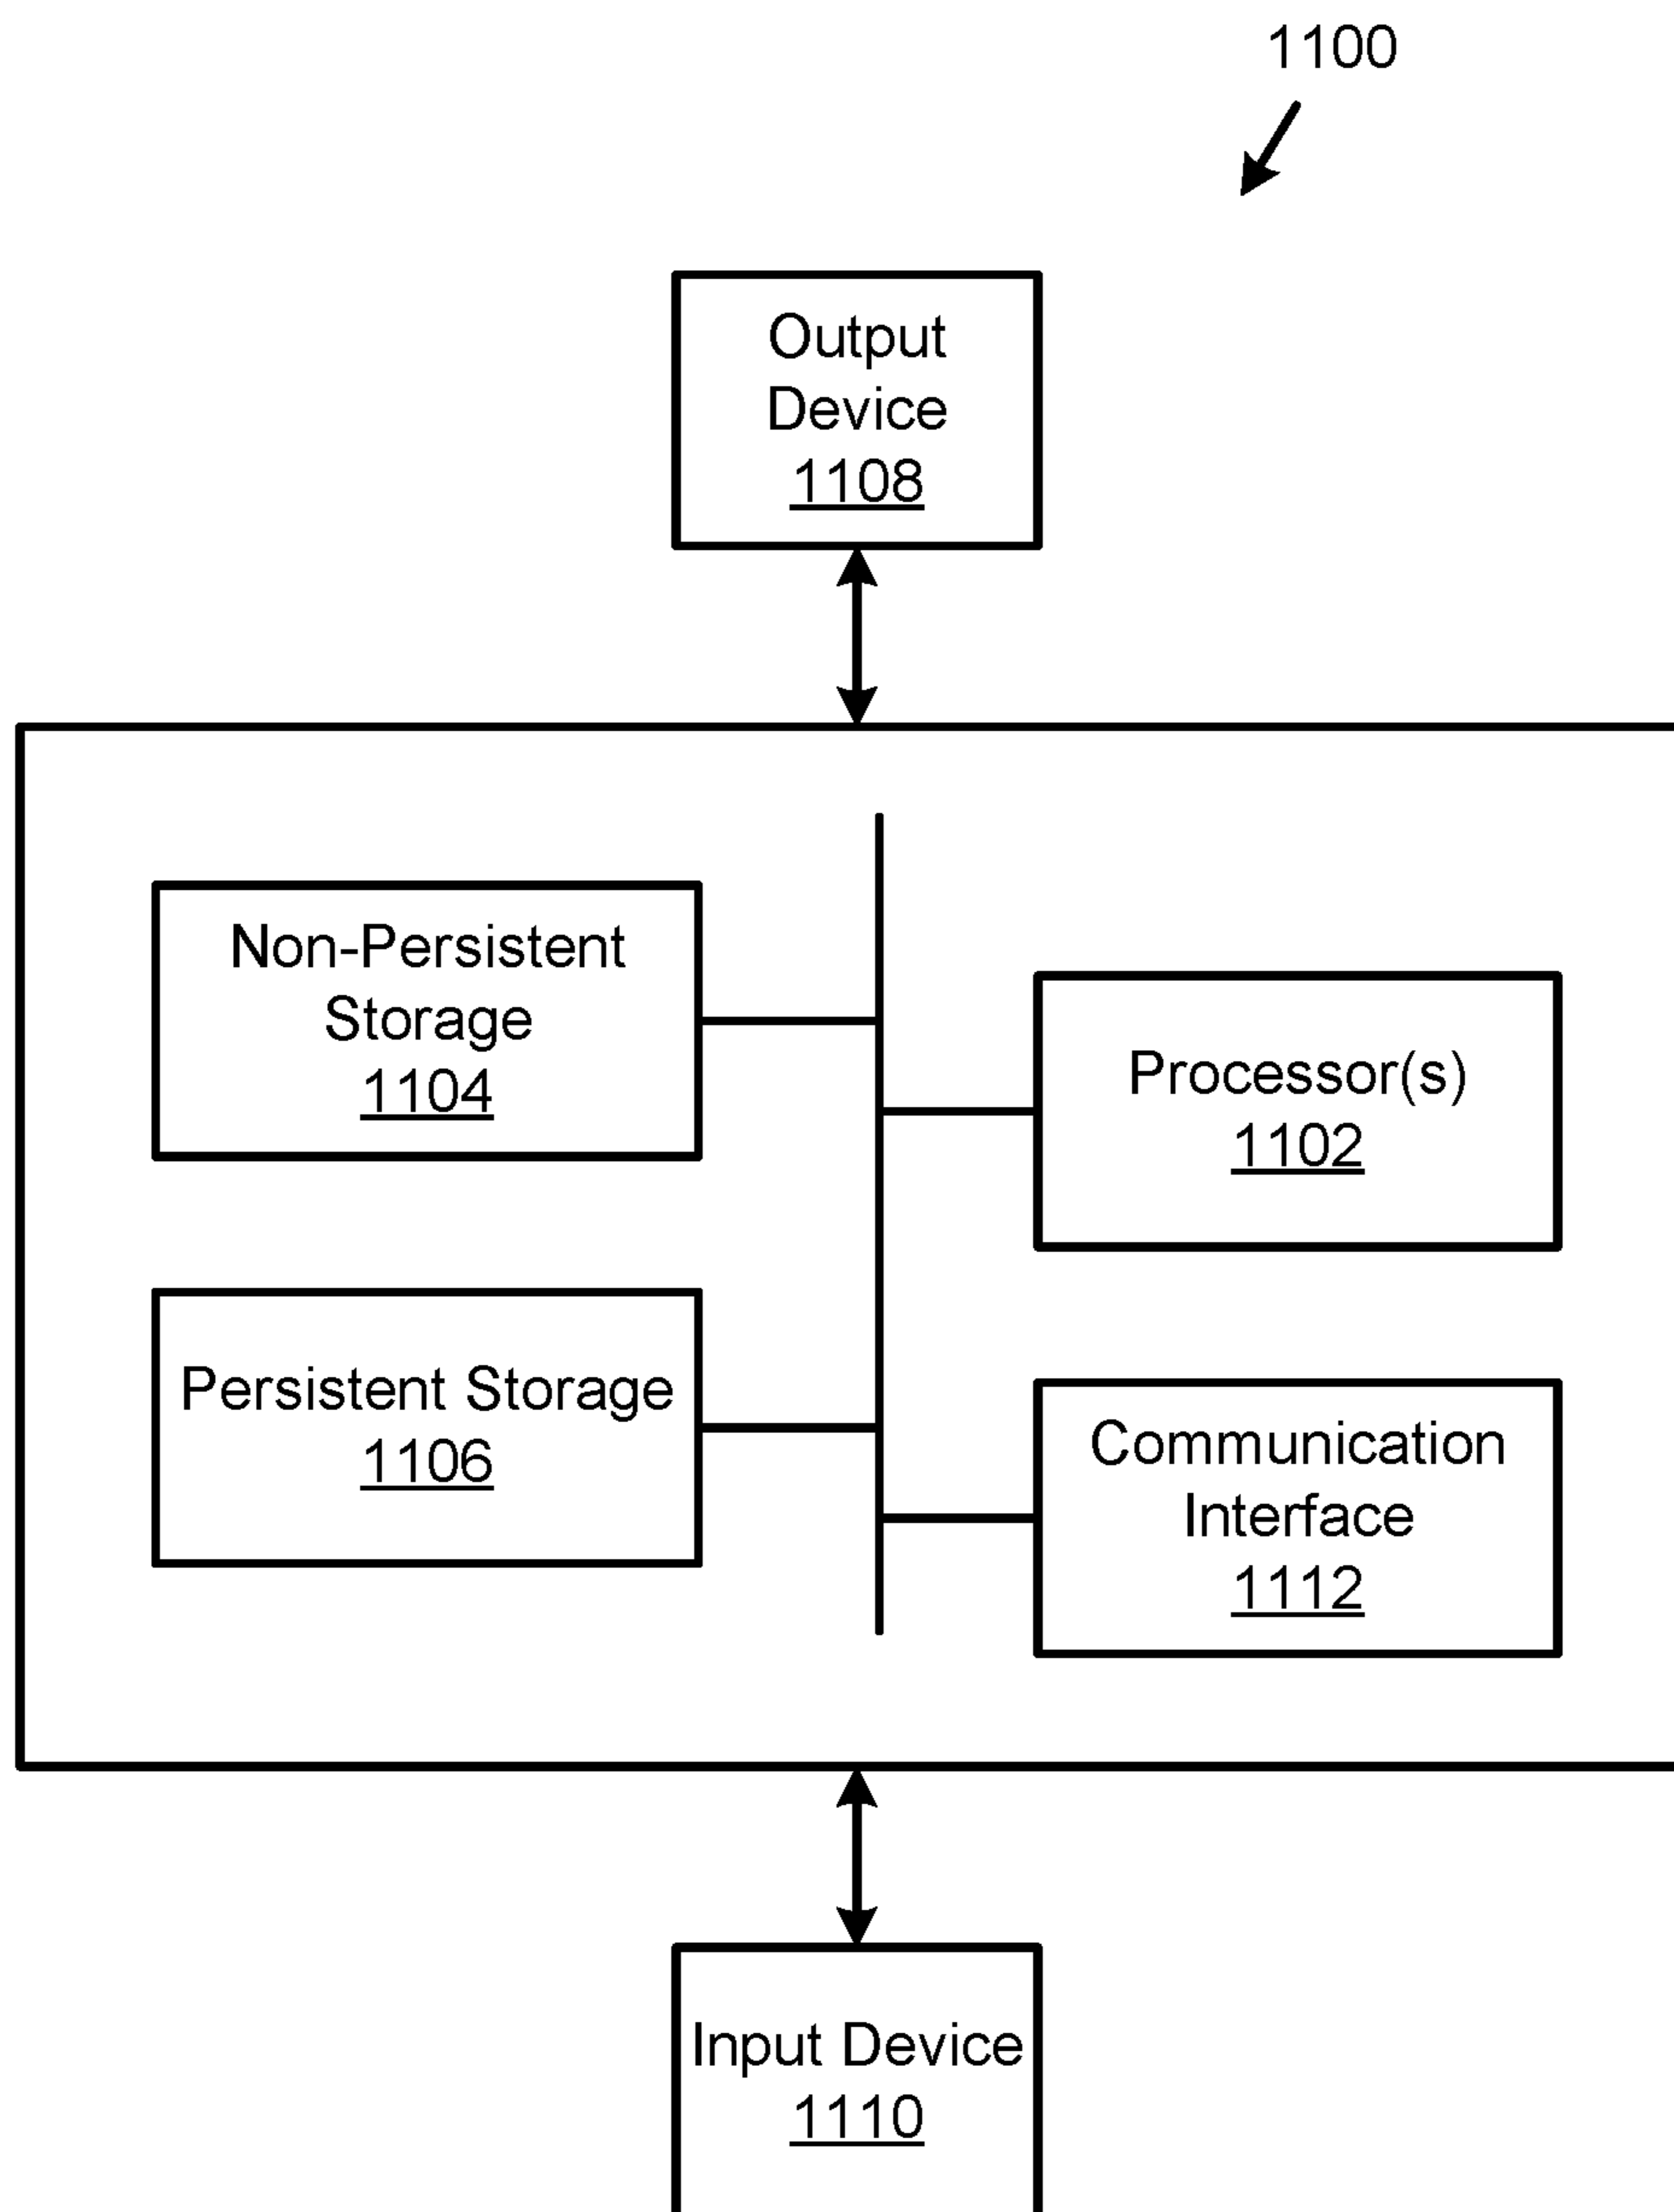 1100
Output
Device
1108
Non-Persistent
Storage
1104
Processor(s)
1102
Persistent Storage
1106
Communication
Interface
1112
Input Device
1110